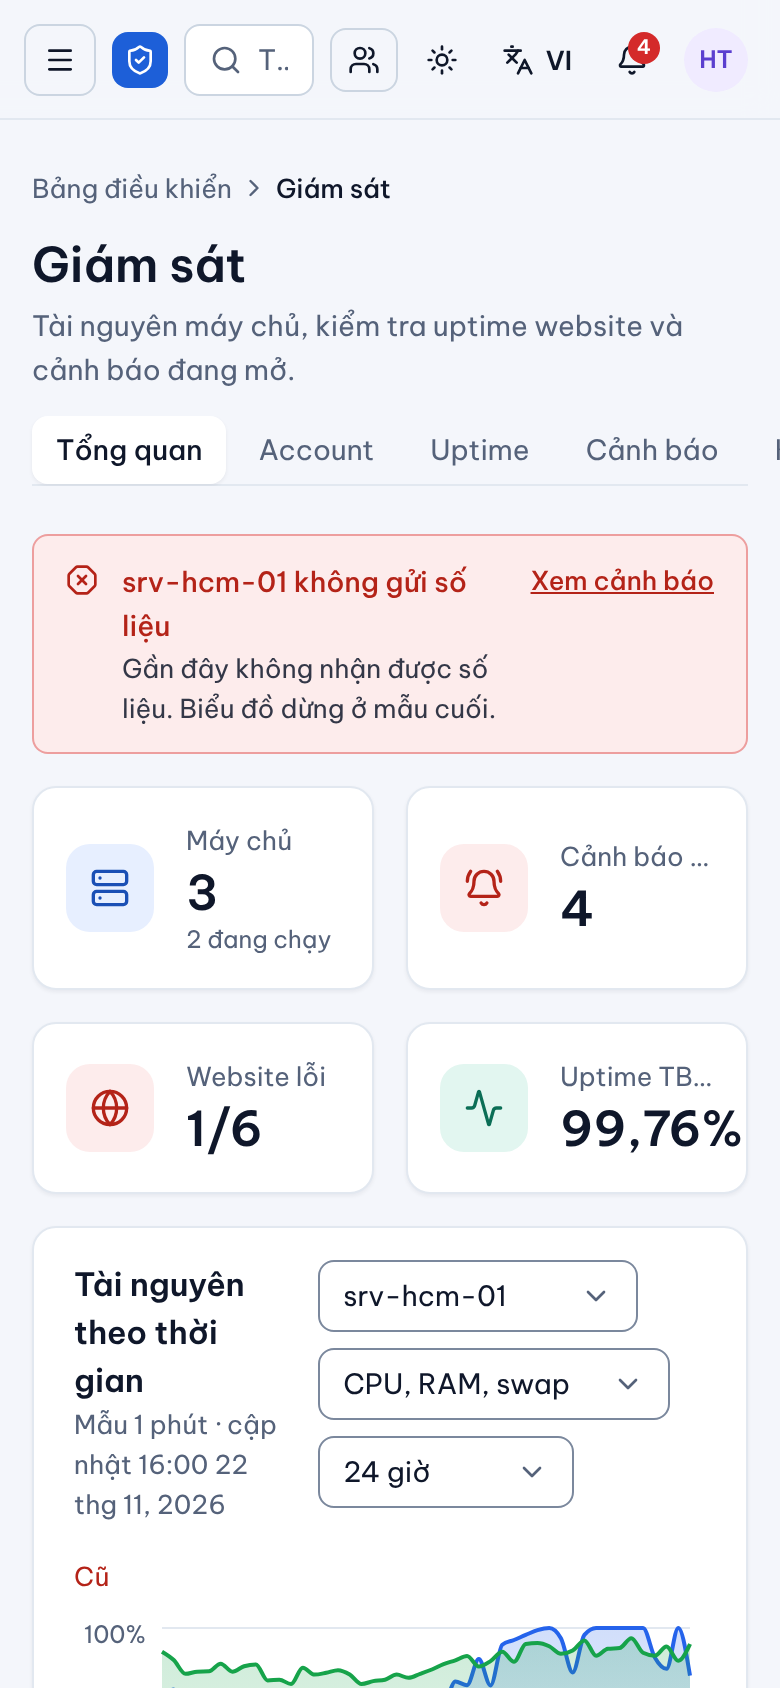 T..
VI
4
HT
Bảng điều khiển > Giám sát
Giám sát
Tài nguyên máy chủ, kiểm tra uptime website và
cảnh báo đang mở.
Tổng quan Account Uptime Cảnh báo
srv-hcm-01 không gửi số
liệu
Xem cảnh báo
Gần đây không nhận được số
liệu. Biểu đồ dừng ở mẫu cuối.
Máy chủ
3
2 đang chạy
Cảnh báo ...
4
Website lỗi
1/6
Uptime TB...
99,76%
Tài nguyên
theo thời
gian
Mẫu 1 phút · cập
nhật 16:00 22
thg 11, 2026
srv-hcm-01
CPU, RAM, swap
24 giờ
Cũ
100%